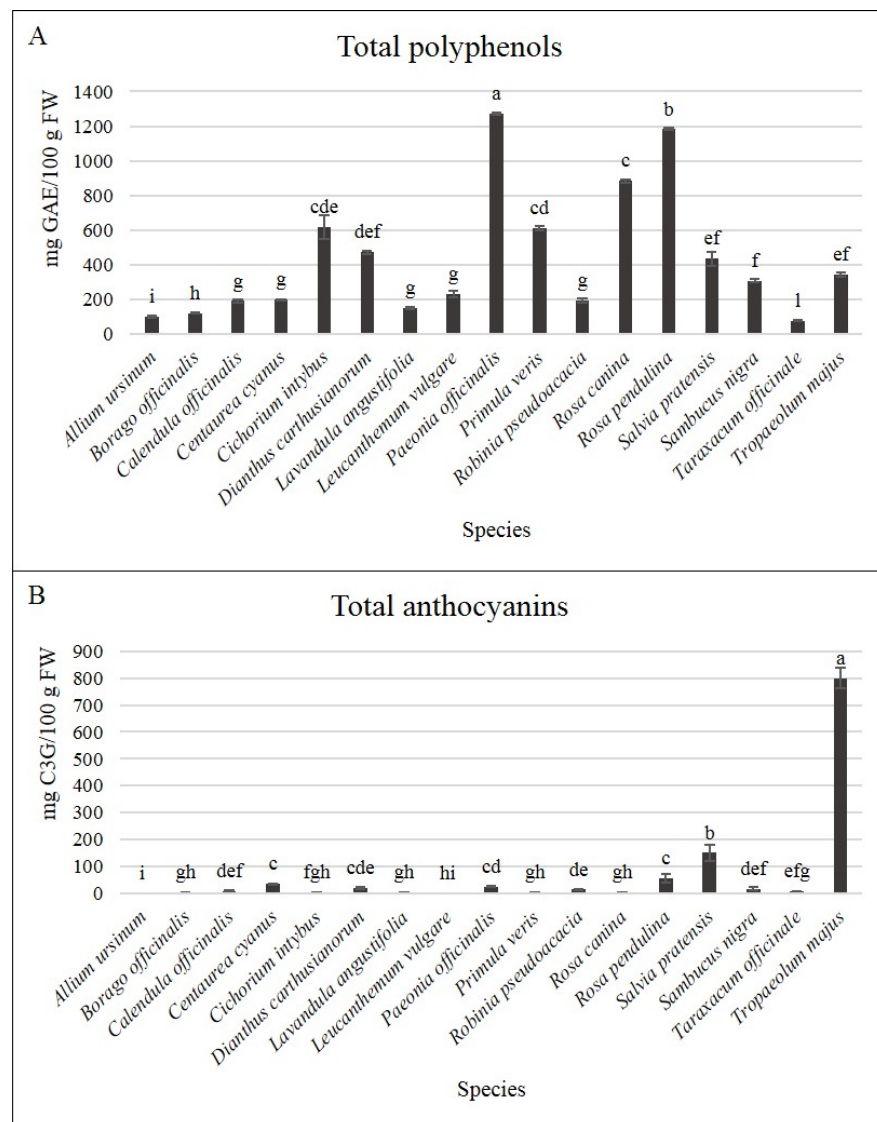 A
Total polyphenols
mg GAE/100 g FW
1400
1200
1000
800
600
400
200
0
i
h
g
g
cde
def
g
g
a
cd
g
c
b
ef
f
l
ef
Allium ursinum
Borago officinalis
Calendula officinalis
Centaurea cyanus
Cichorium intybus
Dianthus carthusianorum
Lavandula angustifolia
Leucanthemum vulgare
Paeonia officinalis
Primula veris
Robinia pseudoacacia
Rosa canina
Rosa pendulina
Salvia pratensis
Sambucus nigra
Taraxacum officinale
Tropaeolum majus
Species
B
Total anthocyanins
mg C3G/100 g FW
900
800
700
600
500
400
300
200
100
0
i
gh
def
c
fgh
cde
gh
hi
cd
gh
de
gh
c
b
def
efg
a
Allium ursinum
Borago officinalis
Calendula officinalis
Centaurea cyanus
Cichorium intybus
Dianthus carthusianorum
Lavandula angustifolia
Leucanthemum vulgare
Paeonia officinalis
Primula veris
Robinia pseudoacacia
Rosa canina
Rosa pendulina
Salvia pratensis
Sambucus nigra
Taraxacum officinale
Tropaeolum majus
Species